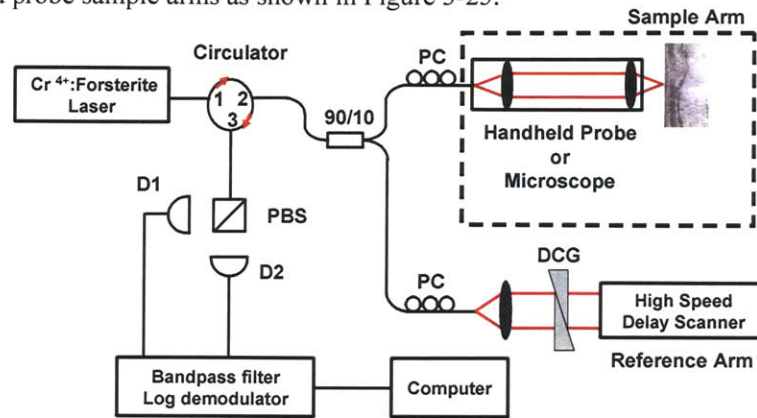 probe sample arms as shown in Figure 5-25.
Sample Arm
Circulator
PC
Cr 4+:Forsterite
Laser
1 2
3
90/10
Handheld Probe
or
Microscope
D1
PBS
D2
DCG
PC
High Speed
Delay Scanner
Reference Arm
Bandpass filter
Log demodulator
Computer